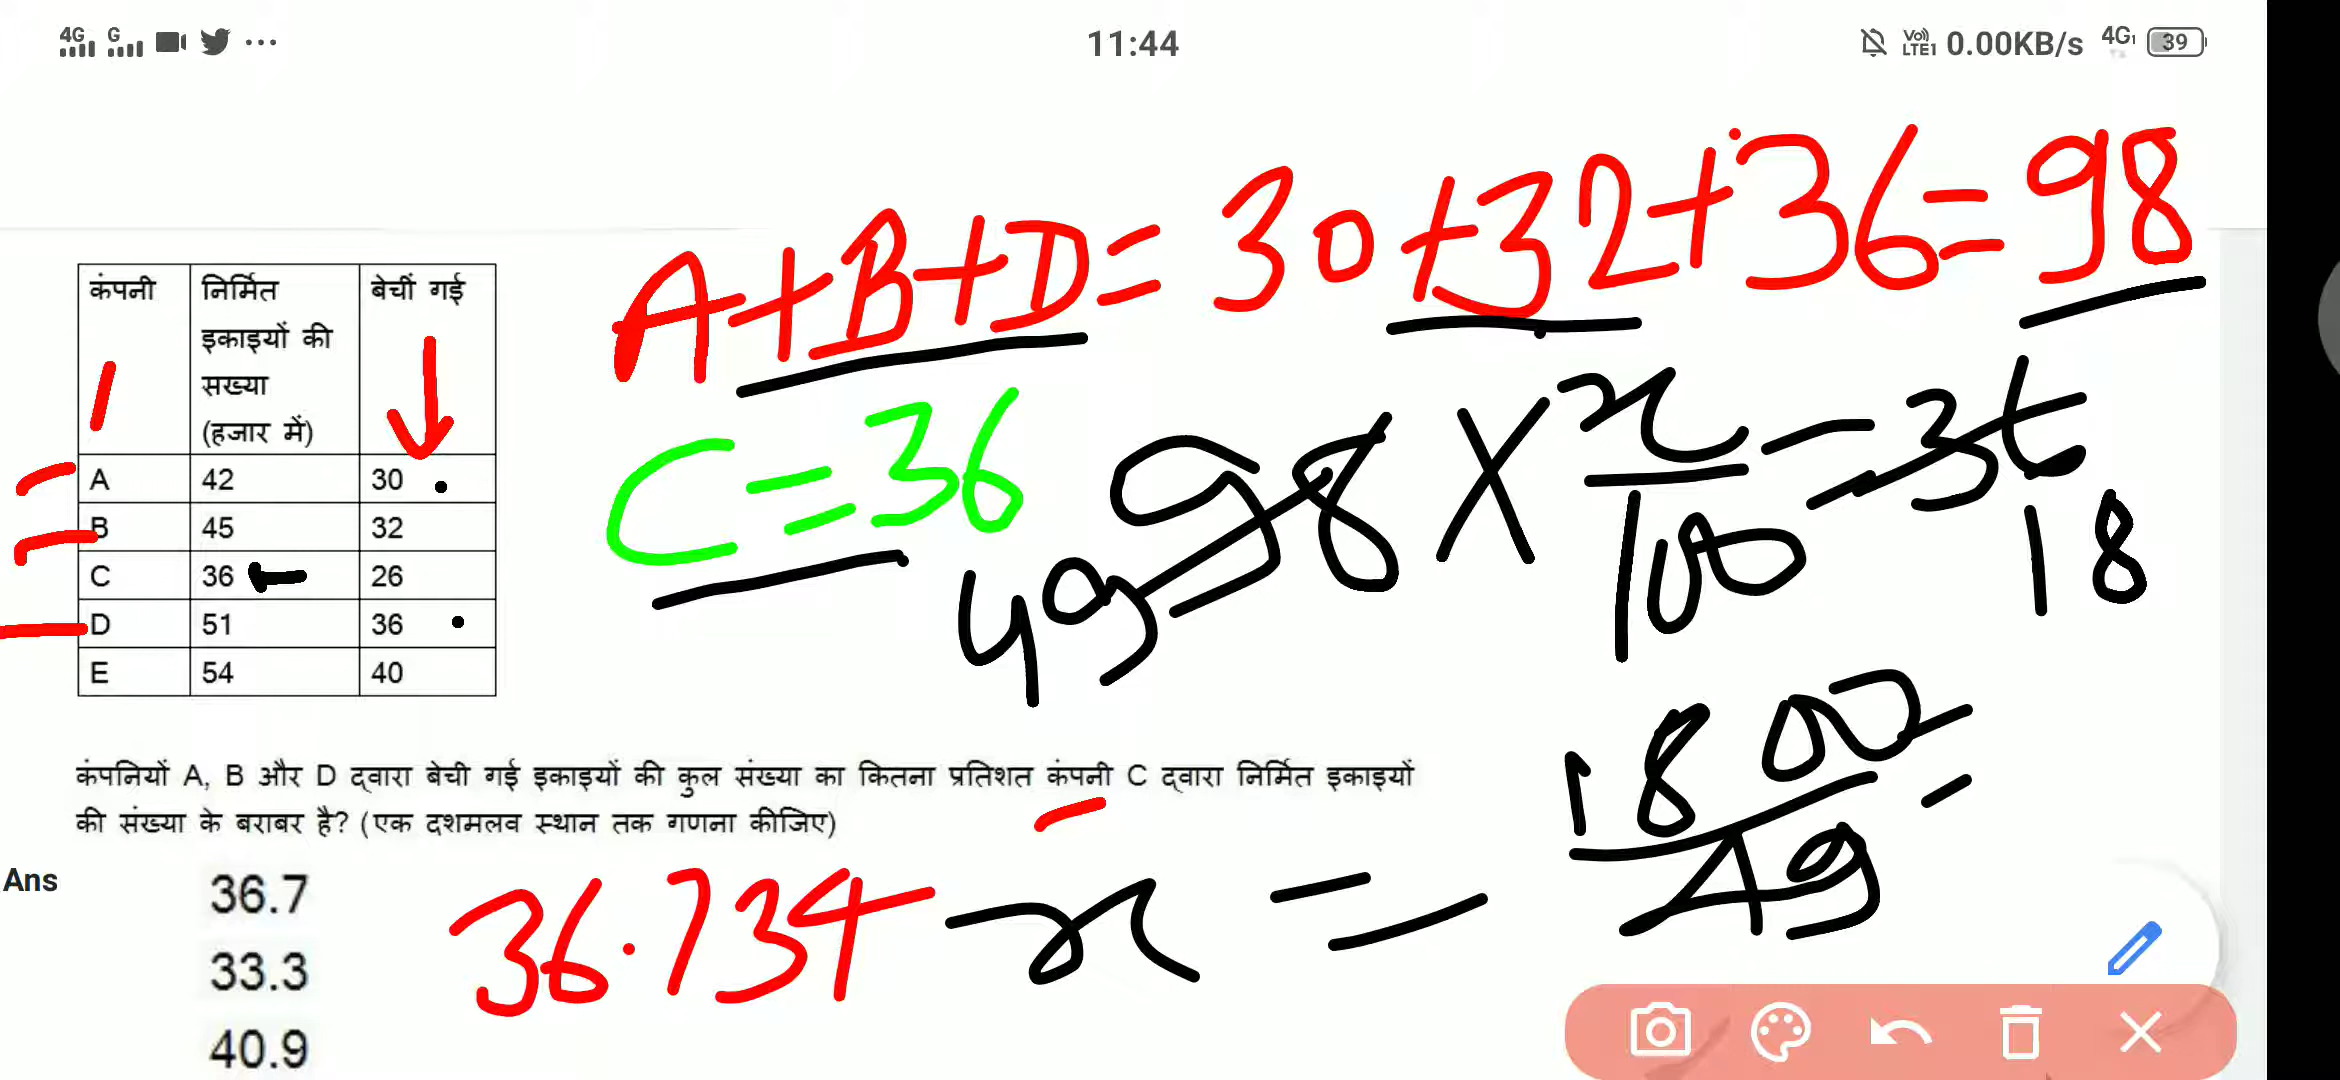 4G G 11:44 Vo) LTE1 0.00KB/s 4G 39
A+B+D= 30+32+36=98
कंपनी निर्मित इकाइयों की सख्या (हजार में) बेचीं गई
A 42 30
B 45 32
C 36 26
D 51 36
E 54 40
C=36
98 X x/100 = 36
49
18
कंपनियों A, B और D द्वारा बेची गई इकाइयों की कुल संख्या का कितना प्रतिशत कंपनी C द्वारा निर्मित इकाइयों
की संख्या के बराबर है? (एक दशमलव स्थान तक गणना कीजिए)
x = 1800/49 =
36.734
Ans 36.7
33.3
40.9